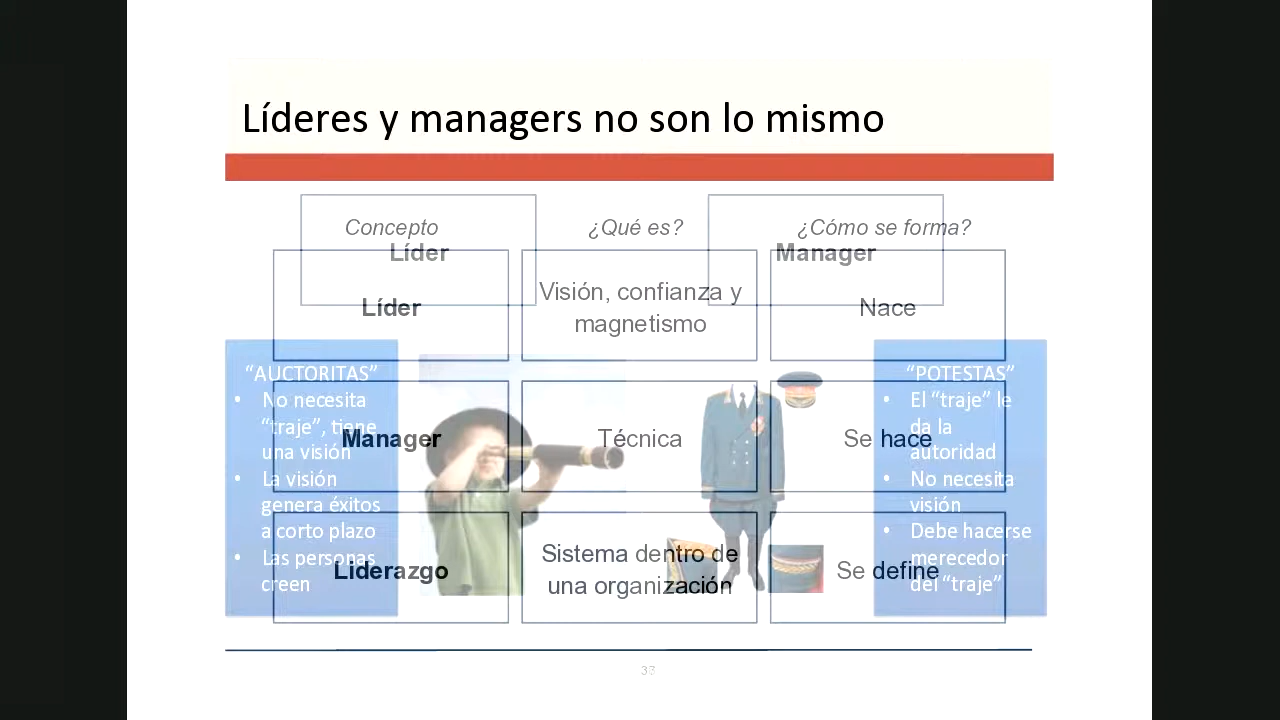 Líderes y managers no son lo mismo
Concepto
¿Qué es?
¿Cómo se forma?
Líder
Manager
Líder
Visión, confianza y
magnetismo
Nace
Manager
Técnica
Se hace
Liderazgo
Sistema dentro de
una organización
Se define
“AUCTORITAS”
• No necesita
“traje”, tiene
una visión
• La visión
genera éxitos
a corto plazo
• Las personas
creen
“POTESTAS”
• El “traje” le
da la
autoridad
• No necesita
visión
• Debe hacerse
merecedor
del “traje”